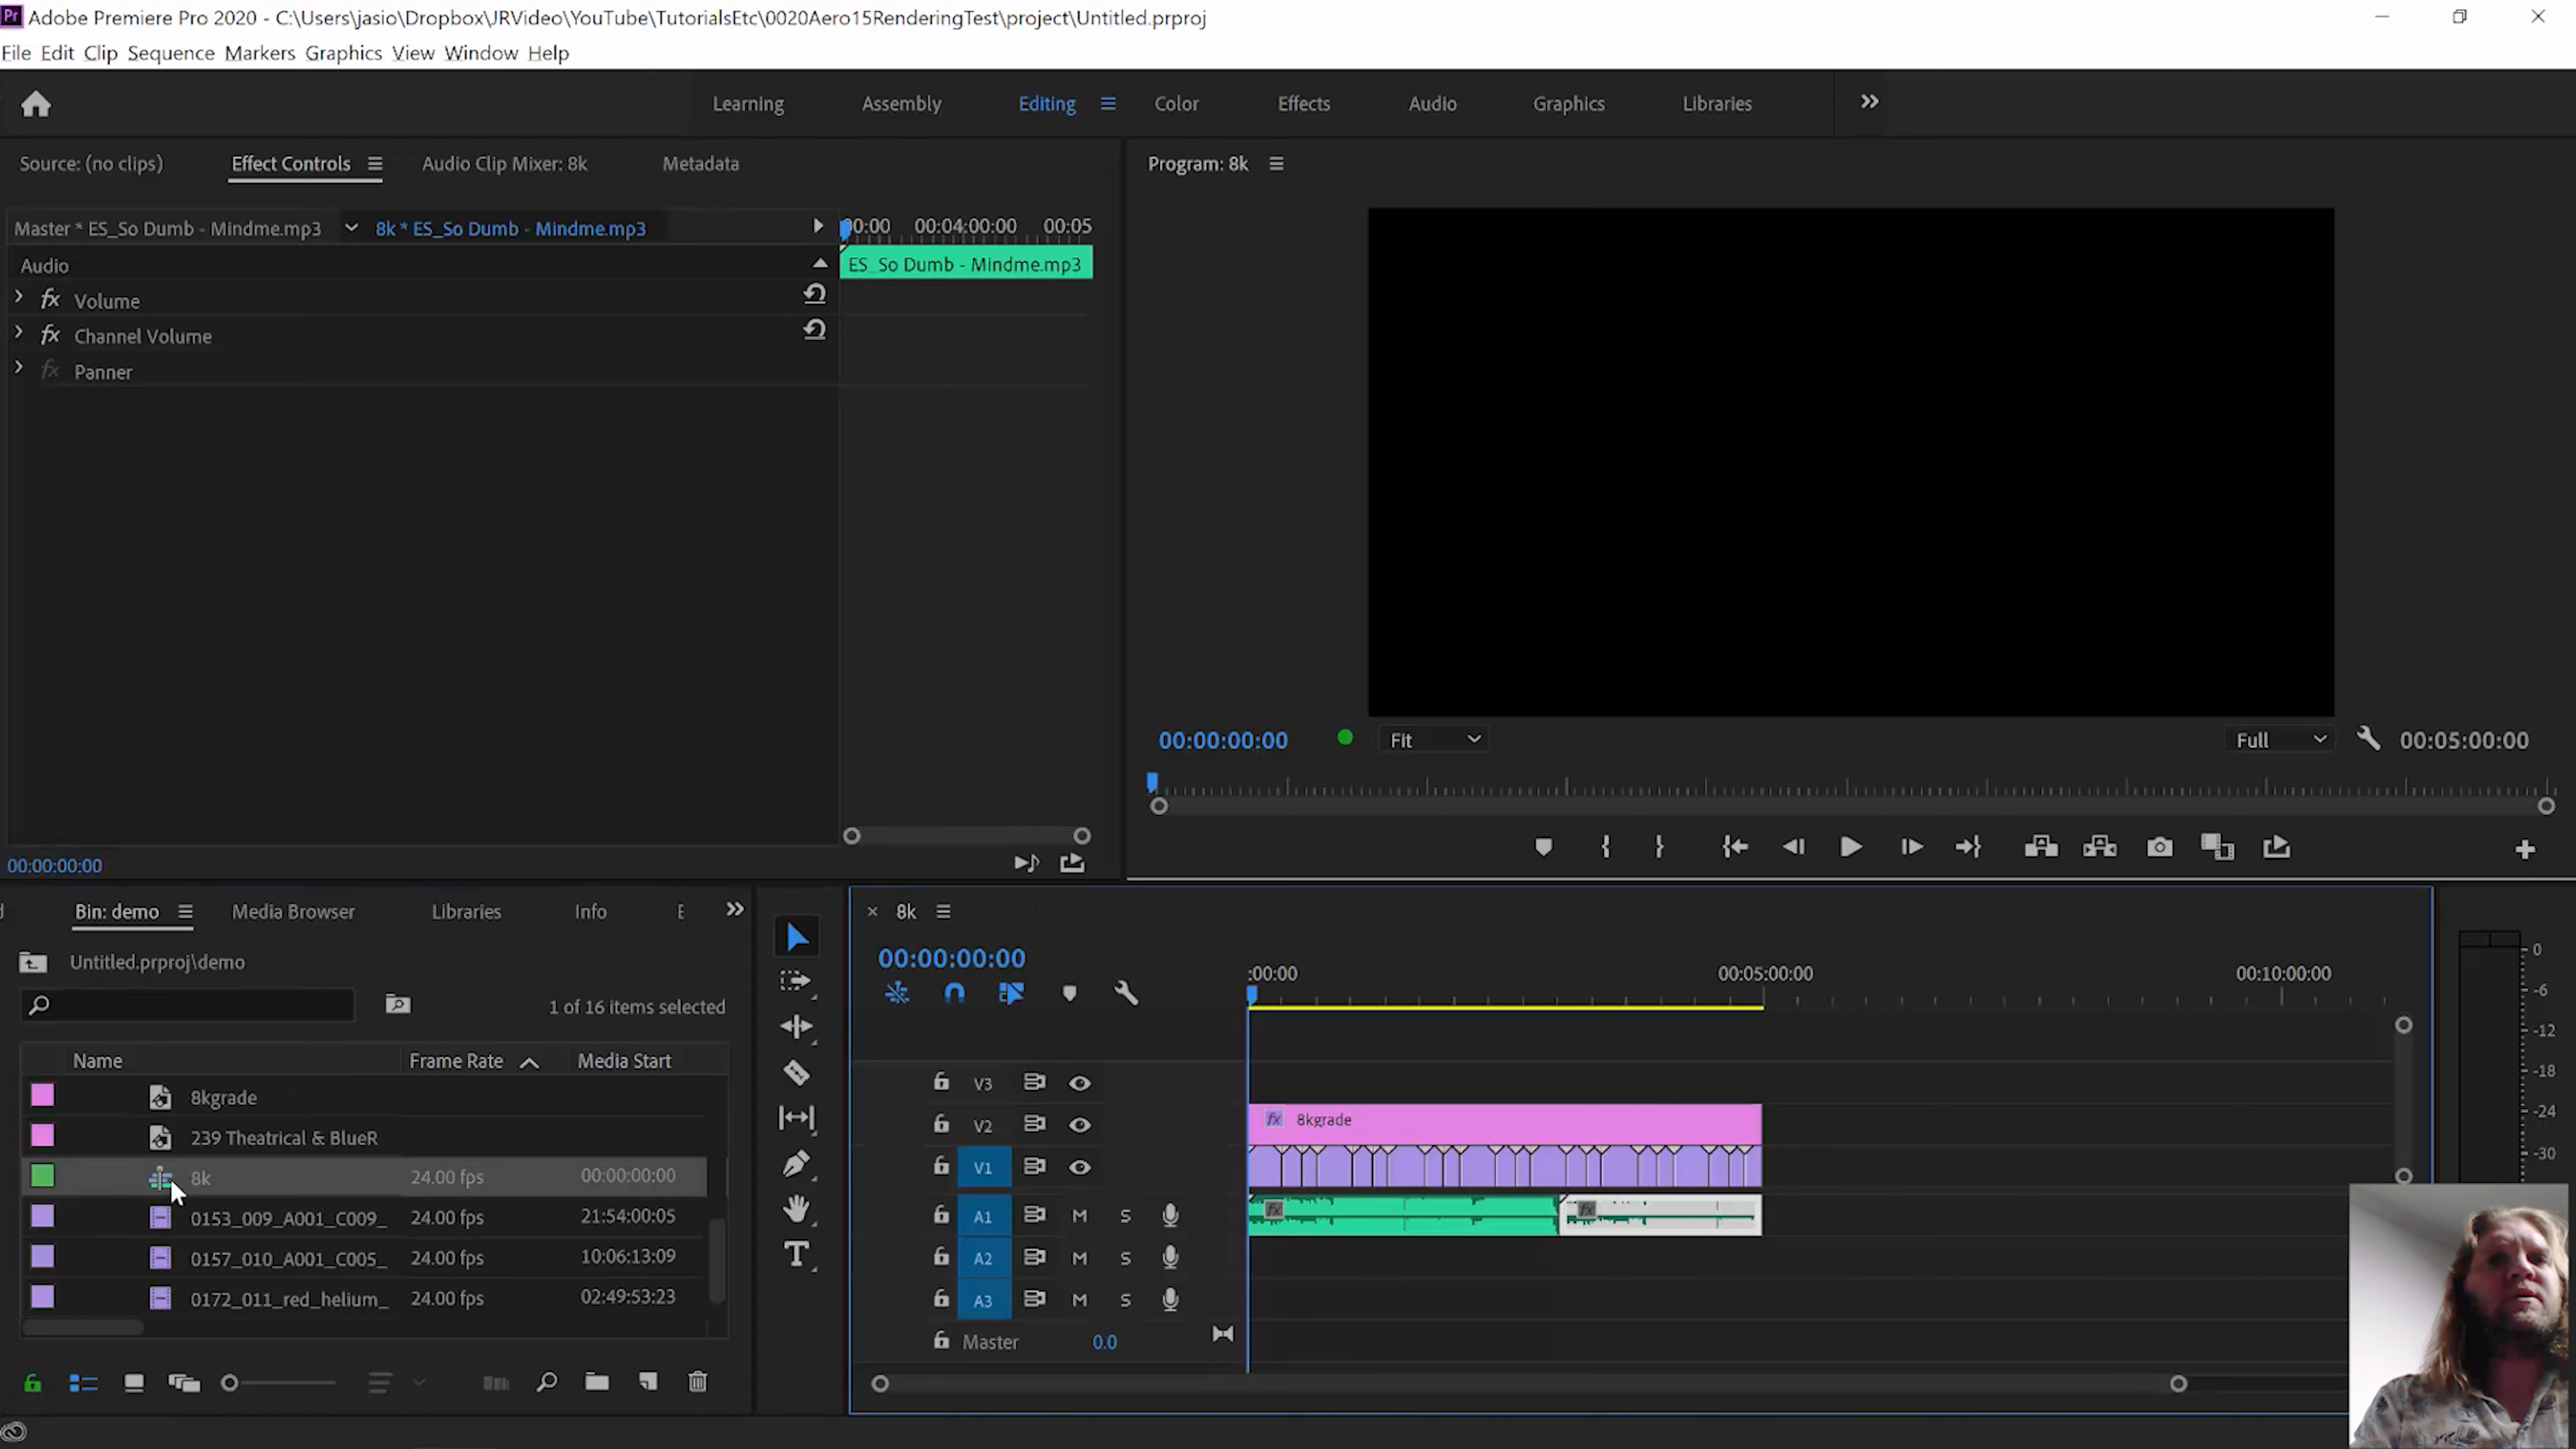 Adobe Premiere Pro 2020 - C:\Users\jasio\Dropbox\JRVideo\YouTube\TutorialsEtc\0020Aero15RenderingTest\project\Untitled.prproj
File Edit Clip Sequence Markers Graphics View Window Help
Learning Assembly Editing Color Effects Audio Graphics Libraries
Source: (no clips) Effect Controls Audio Clip Mixer: 8k Metadata
Program: 8k
Master * ES_So Dumb - Mindme.mp3 8k * ES_So Dumb - Mindme.mp3
00:00 00:04:00:00 00:05
Audio
ES_So Dumb - Mindme.mp3
fx Volume
fx Channel Volume
fx Panner
00:00:00:00 Fit Full 00:05:00:00
00:00:00:00
Bin: demo Media Browser Libraries Info E
Untitled.prproj\demo
1 of 16 items selected
Name Frame Rate Media Start
8kgrade
239 Theatrical & BlueR
8k 24.00 fps 00:00:00:00
0153_009_A001_C009_ 24.00 fps 21:54:00:05
0157_010_A001_C005_ 24.00 fps 10:06:13:09
0172_011_red_helium_ 24.00 fps 02:49:53:23
T
8k
00:00:00:00
:00:00 00:05:00:00 00:10:00:00
V3
V2
fx 8kgrade
V1
A1 M S
fx fx
A2 M S
A3 M S
Master 0.0
0
-6
-12
-18
-24
-30